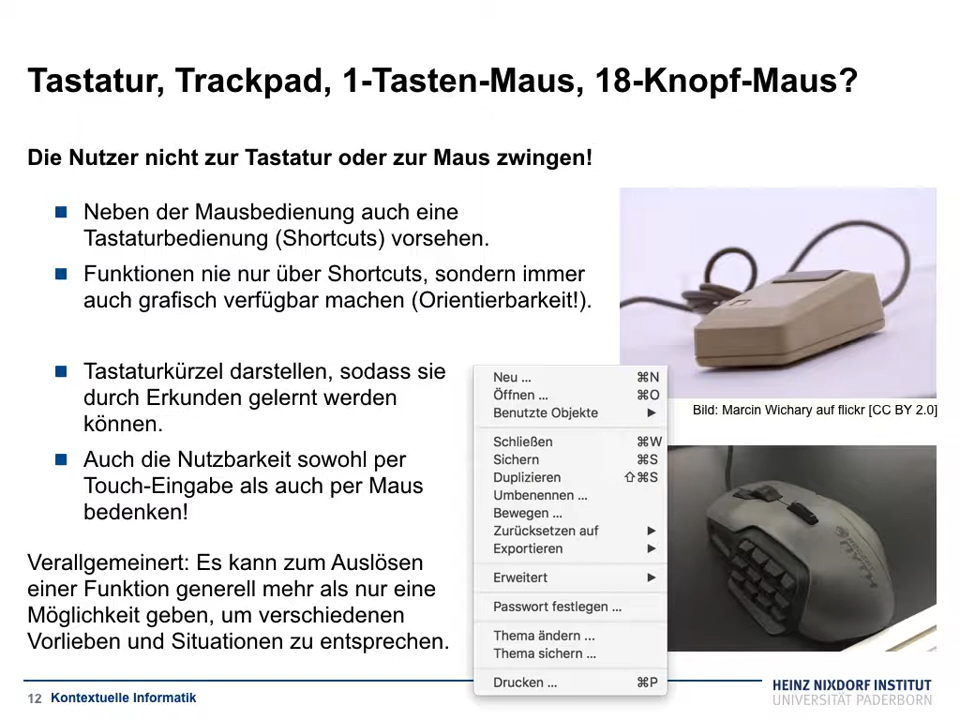 Tastatur, Trackpad, 1-Tasten-Maus, 18-Knopf-Maus?
Die Nutzer nicht zur Tastatur oder zur Maus zwingen!
Neben der Mausbedienung auch eine
Tastaturbedienung (Shortcuts) vorsehen.
Funktionen nie nur über Shortcuts, sondern immer
auch grafisch verfügbar machen (Orientierbarkeit!).
Tastaturkürzel darstellen, sodass sie
durch Erkunden gelernt werden
können.
Auch die Nutzbarkeit sowohl per
Touch-Eingabe als auch per Maus
bedenken!
Verallgemeinert: Es kann zum Auslösen
einer Funktion generell mehr als nur eine
Möglichkeit geben, um verschiedenen
Vorlieben und Situationen zu entsprechen.
Neu ... ⌘N
Öffnen ... ⌘O
Benutzte Objekte ▶
Schließen ⌘W
Sichern ⌘S
Duplizieren ⇧⌘S
Umbenennen ...
Bewegen ...
Zurücksetzen auf ▶
Exportieren ▶
Erweitert ▶
Passwort festlegen ...
Thema ändern ...
Thema sichern ...
Drucken ... ⌘P
Bild: Marcin Wichary auf flickr [CC BY 2.0]
12 Kontextuelle Informatik
HEINZ NIXDORF INSTITUT
UNIVERSITÄT PADERBORN